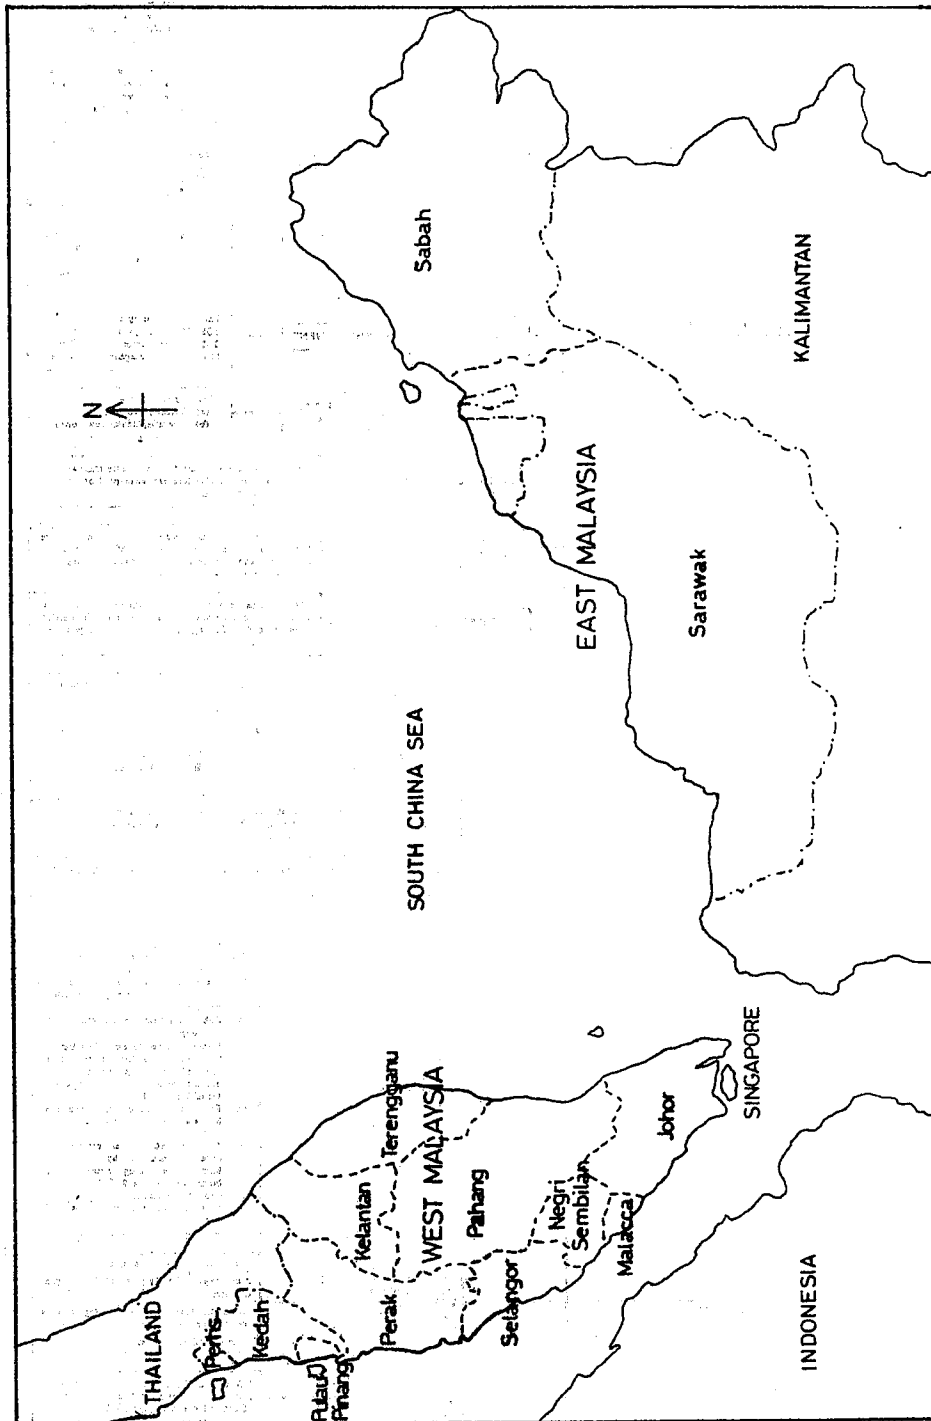 N
THAILAND
Perlis
Kedah
Pulau
Pinang
Kelantan
Terengganu
Perak
WEST MALAYSIA
Pahang
Selangor
Negri
Sembilan
Malacca
Johor
SINGAPORE
INDONESIA
SOUTH CHINA SEA
Sabah
EAST MALAYSIA
Sarawak
KALIMANTAN